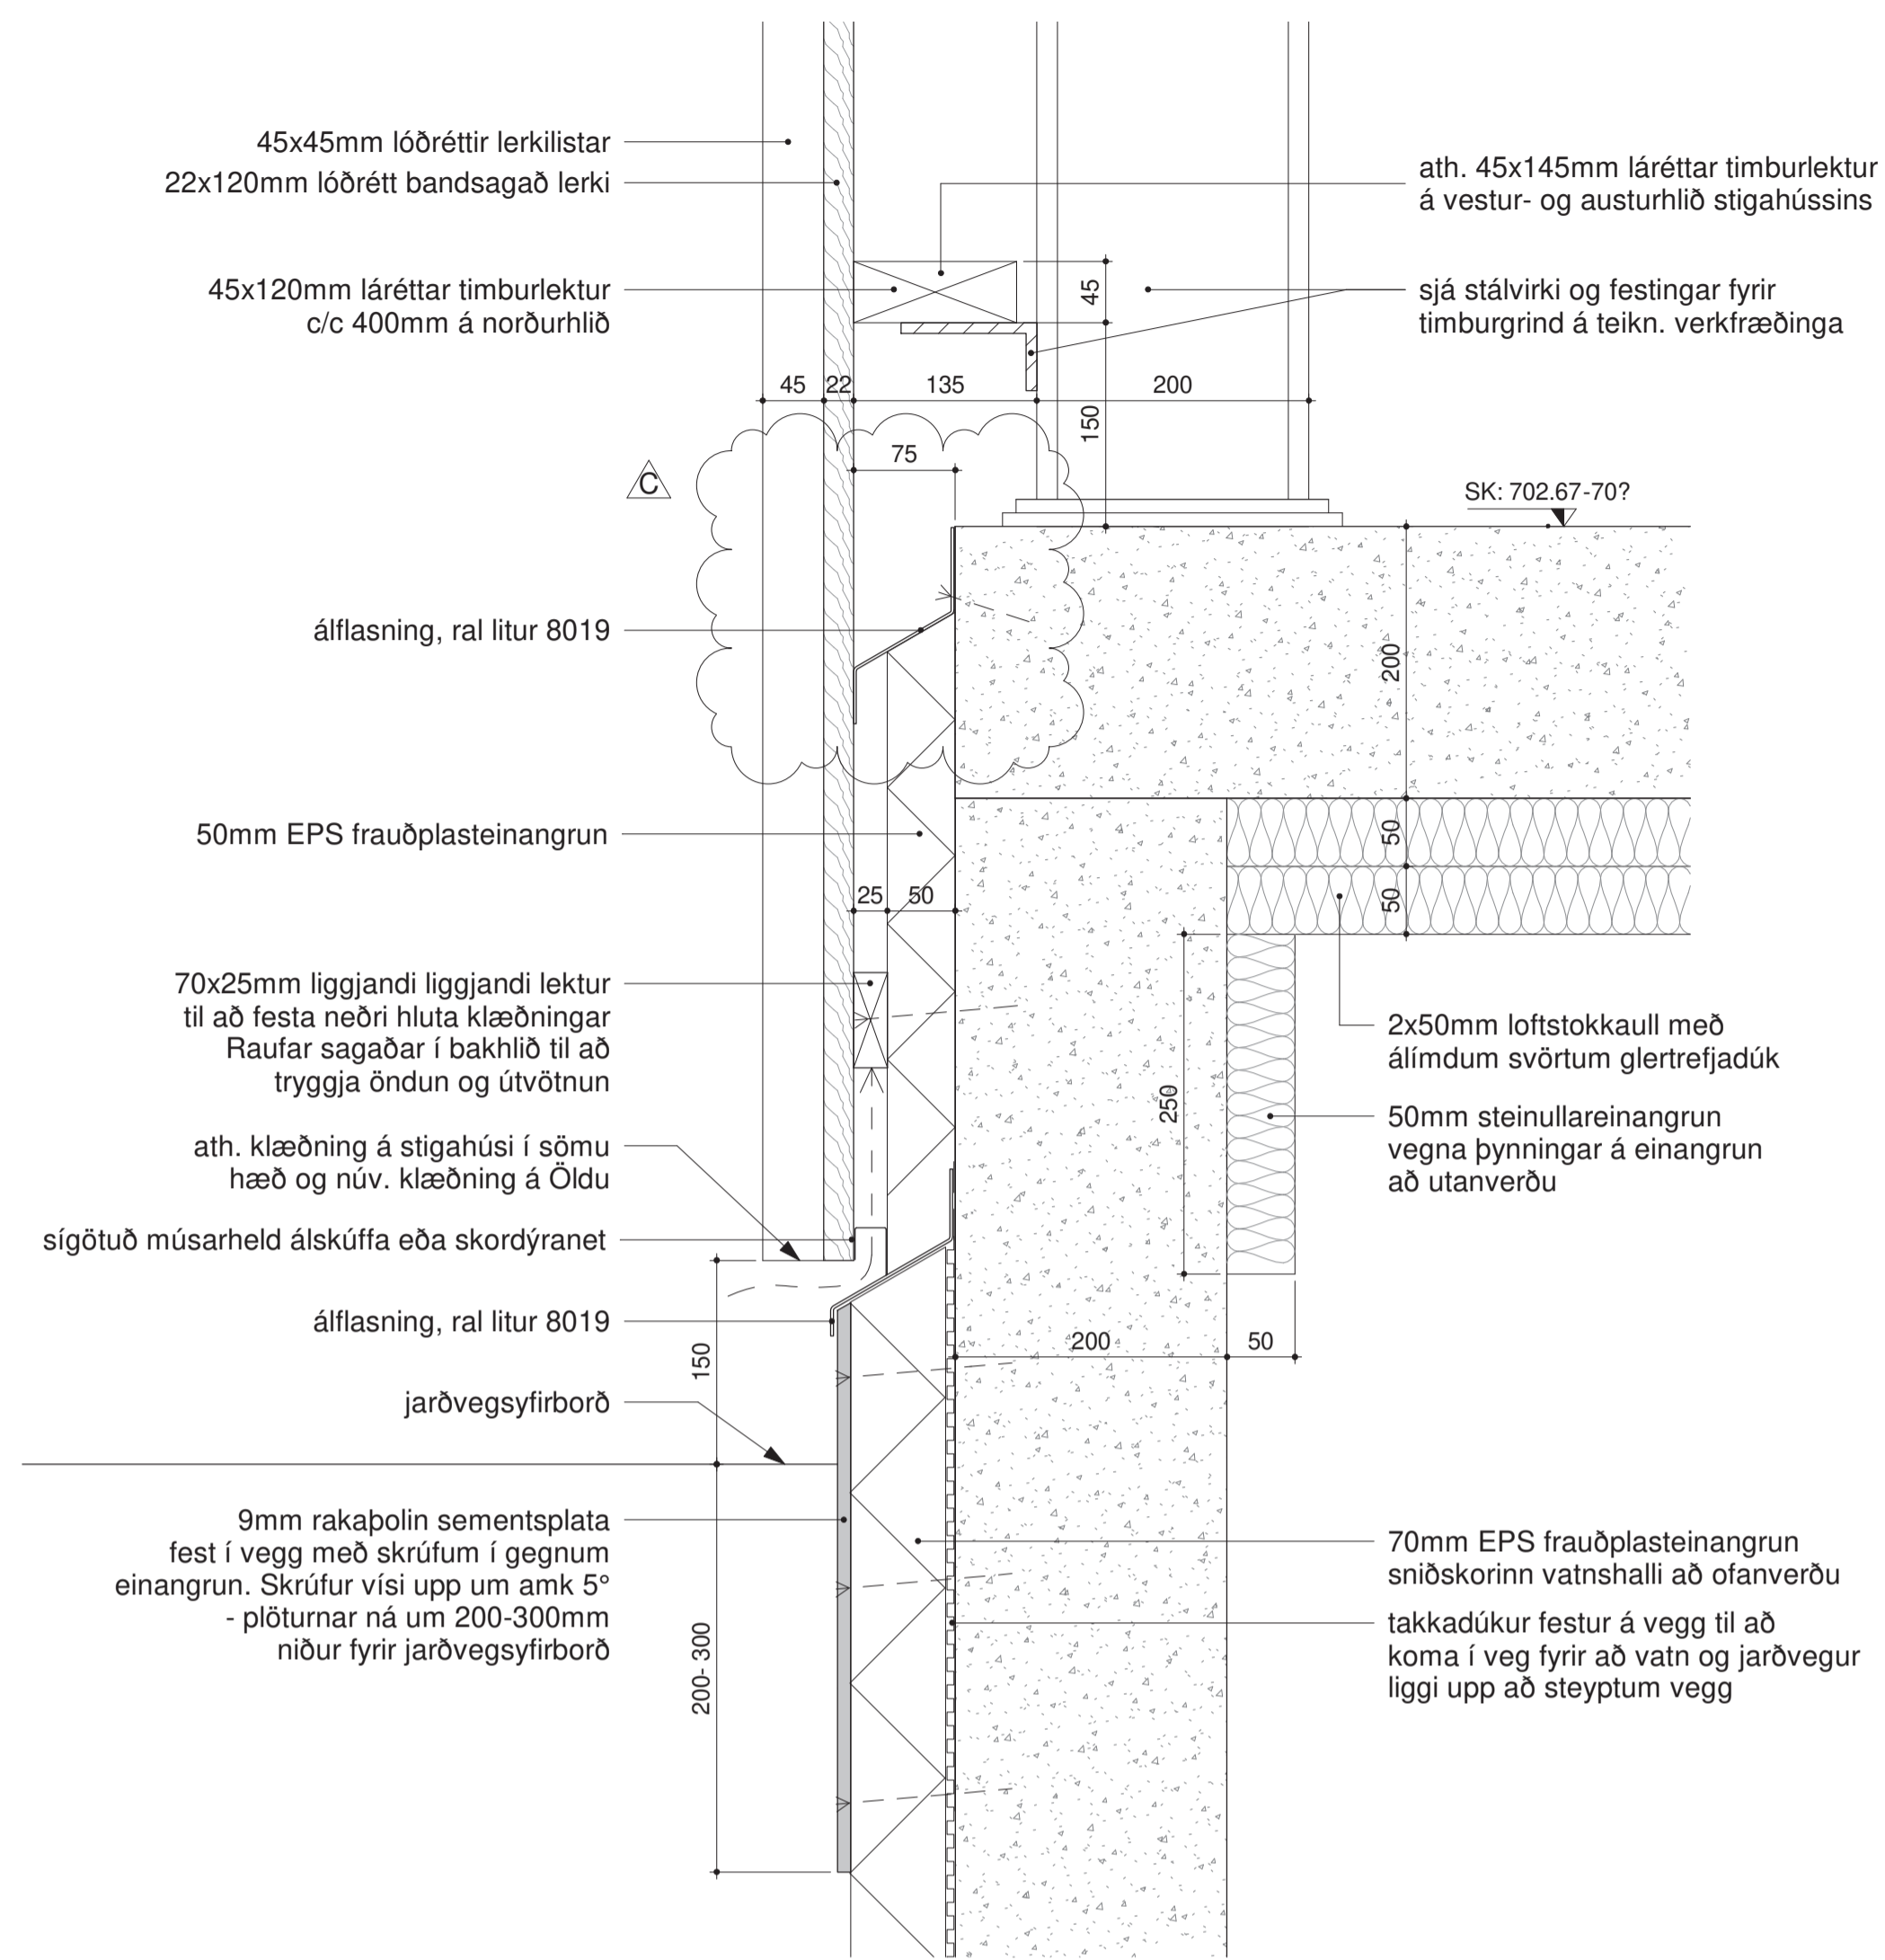 45x45mm lóðréttir lerkilistar
22x120mm lóðrétt bandsagað lerki
45x120mm láréttar timburlektur
c/c 400mm á norðurhlið
ath. 45x145mm láréttar timburlektur
á vestur- og austurhlið stigahússins
sjá stálvirki og festingar fyrir
timburgrind á teikn. verkfræðinga
45
45
22
135
200
150
75
C
SK: 702.67-70?
álflasning, ral litur 8019
200
50mm EPS frauðplasteinangrun
50
50
25
50
70x25mm liggjandi liggjandi lektur
til að festa neðri hluta klæðningar
Raufar sagaðar í bakhlið til að
tryggja öndun og útvötnun
2x50mm loftstokkaull með
álímdum svörtum glertrefjadúk
250
50mm steinullareinangrun
vegna þynningar á einangrun
að utanverðu
ath. klæðning á stigahúsi í sömu
hæð og núv. klæðning á Öldu
sígötuð músarheld álskúffa eða skordýranet
álflasning, ral litur 8019
200
50
150
jarðvegsyfirborð
9mm rakaþolin sementsplata
fest í vegg með skrúfum í gegnum
einangrun. Skrúfur vísi upp um amk 5°
- plöturnar ná um 200-300mm
niður fyrir jarðvegsyfirborð
200-300
70mm EPS frauðplasteinangrun
sniðskorinn vatnshalli að ofanverðu
takkadúkur festur á vegg til að
koma í veg fyrir að vatn og jarðvegur
liggi upp að steyptum vegg